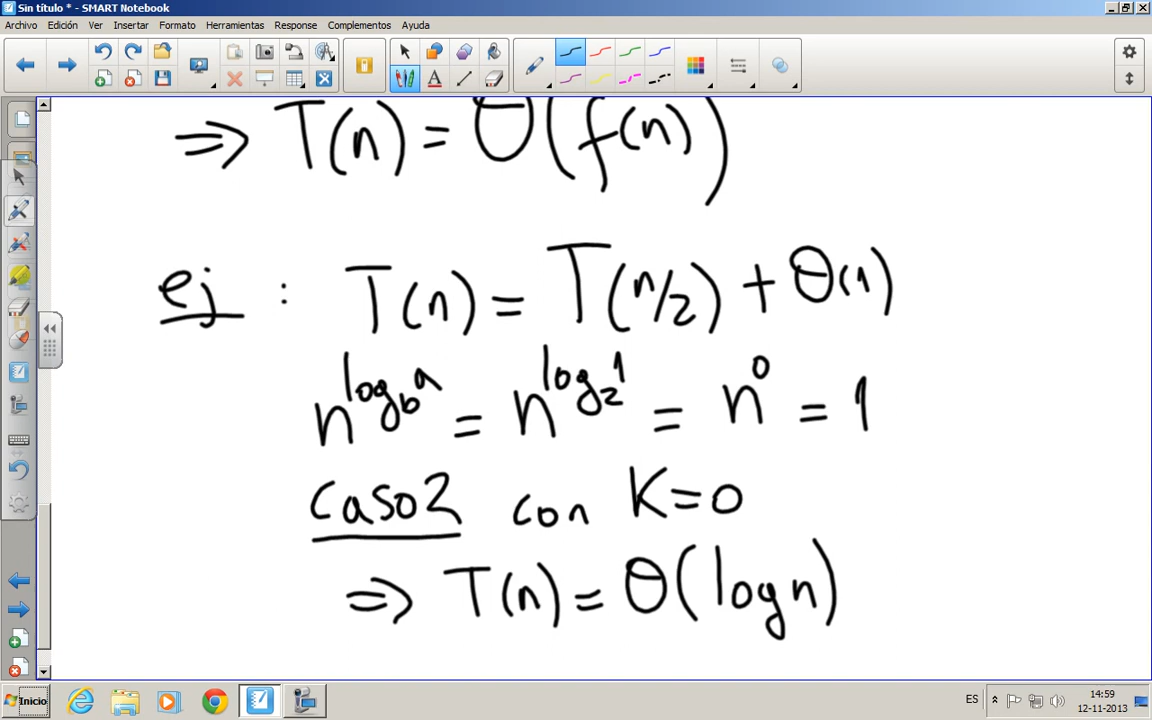 Sin título * - SMART Notebook
Archivo Edición Ver Insertar Formato Herramientas Response Complementos Ayuda
⇒ T(n) = Θ(f(n))
ej : T(n) = T(n/2) + Θ(1)
n^{log_b a} = n^{log_2 1} = n^0 = 1
Caso 2 con K=0
⇒ T(n) = Θ(log n)
Inicio
ES
14:59
12-11-2013